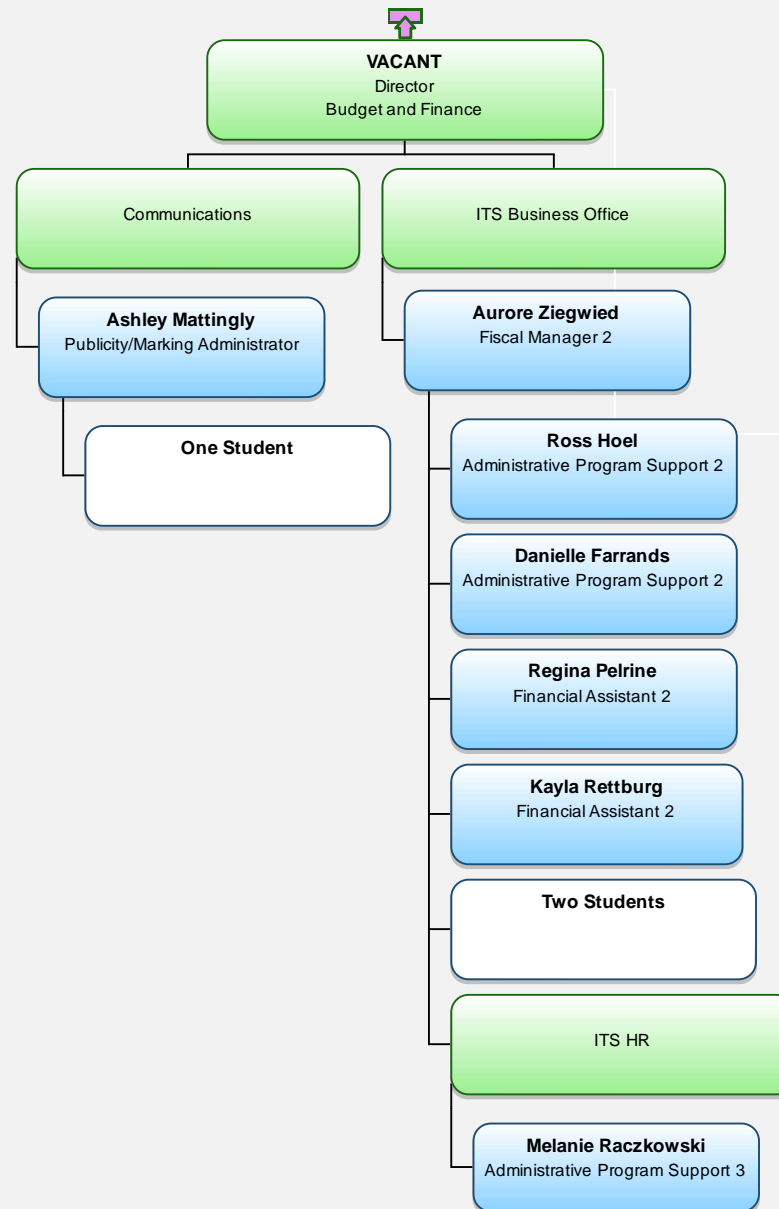 VACANT
Director
Budget and Finance
Communications
ITS Business Office
Ashley Mattingly
Publicity/Marking Administrator
Aurore Ziegwied
Fiscal Manager 2
One Student
Ross Hoel
Administrative Program Support 2
Danielle Farrands
Administrative Program Support 2
Regina Pelrine
Financial Assistant 2
Kayla Rettburg
Financial Assistant 2
Two Students
ITS HR
Melanie Raczkowski
Administrative Program Support 3